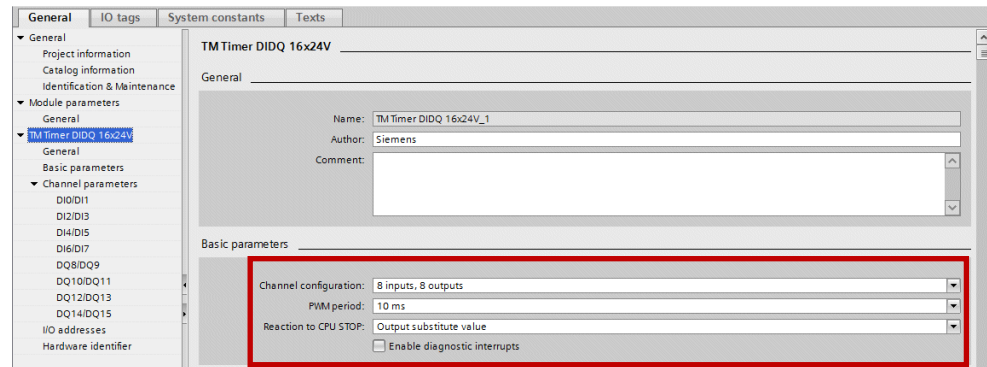 General IO tags System constants Texts
General
Project information
Catalog information
Identification & Maintenance
Module parameters
General
TM Timer DIDQ 16x24V
General
Basic parameters
Channel parameters
DI0/DI1
DI2/DI3
DI4/DI5
DI6/DI7
DQ8/DQ9
DQ10/DQ11
DQ12/DQ13
DQ14/DQ15
I/O addresses
Hardware identifier
TM Timer DIDQ 16x24V
General
Name: TM Timer DIDQ 16x24V_1
Author: Siemens
Comment:
Basic parameters
Channel configuration: 8 inputs, 8 outputs
PWM period: 10 ms
Reaction to CPU STOP: Output substitute value
Enable diagnostic interrupts